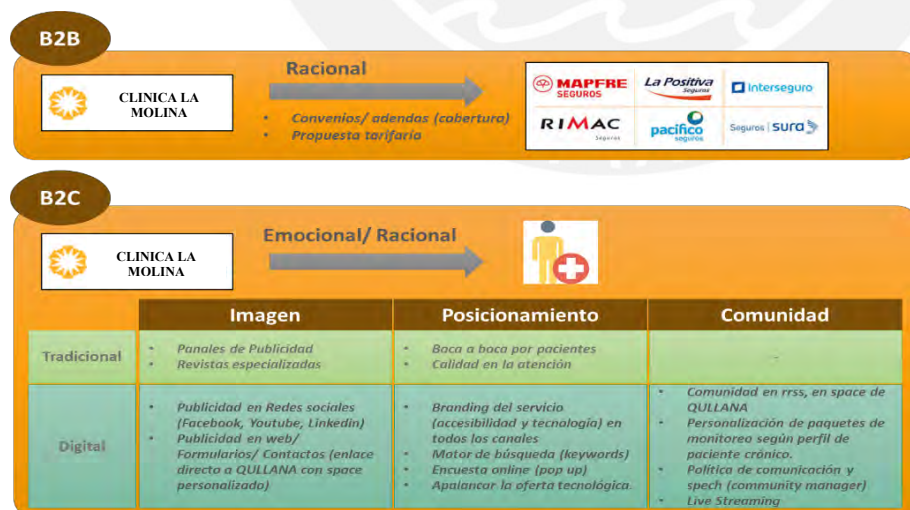 B2B
CLINICA LA
MOLINA
Racional
• Convenios/ adendas (cobertura)
• Propuesta tarifaria
MAPFRE
SEGUROS
La Positiva
Seguros
Interseguro
RIMAC
Seguros
pacífico
seguros
Seguros | sura
B2C
CLINICA LA
MOLINA
Emocional/ Racional
Imagen
Posicionamiento
Comunidad
Tradicional
• Panales de Publicidad
• Revistas especializadas
• Boca a boca por pacientes
• Calidad en la atención
-
Digital
• Publicidad en Redes sociales
(Facebook, Youtube, Linkedin)
• Publicidad en web/
Formularios/ Contactos (enlace
directo a QULLANA con space
personalizado)
• Branding del servicio
(accesibilidad y tecnología) en
todos los canales
• Motor de búsqueda (keywords)
• Encuesta online (pop up)
• Apalancar la oferta tecnológica.
• Comunidad en rrss, en space de
QULLANA
• Personalización de paquetes de
monitoreo según perfil de
paciente crónico.
• Política de comunicación y
spech (community manager)
• Live Streaming